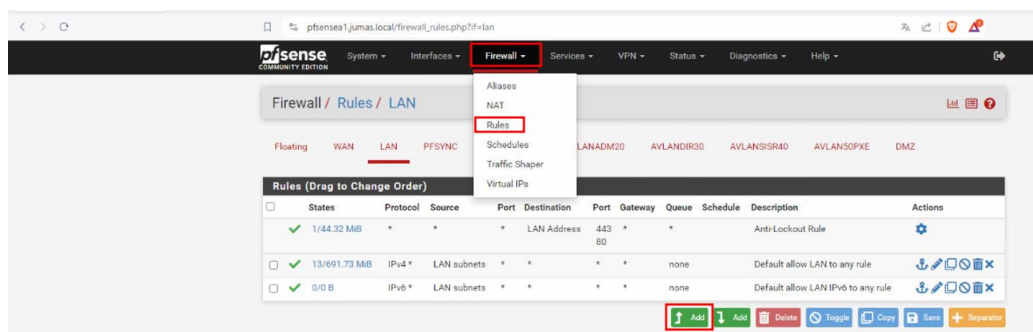 pfsensea1.jumas.local/firewall_rules.php?if=lan
pfsense
COMMUNITY EDITION
System Interfaces Firewall Services VPN Status Diagnostics Help
Aliases
NAT
Rules
Schedules
Traffic Shaper
Virtual IPs
Firewall / Rules / LAN
Floating WAN LAN PFSYNC LANADM20 AVLANDIR30 AVLANSISR40 AVLAN50PXE DMZ
Rules (Drag to Change Order)
States Protocol Source Port Destination Port Gateway Queue Schedule Description Actions
1/44.32 MiB * * * LAN Address 443 * * Anti-Lockout Rule
80
13/691.73 MiB IPv4 * LAN subnets * * * * none Default allow LAN to any rule
0/0 B IPv6 * LAN subnets * * * * none Default allow LAN IPv6 to any rule
Add Add Delete Toggle Copy Save Separator